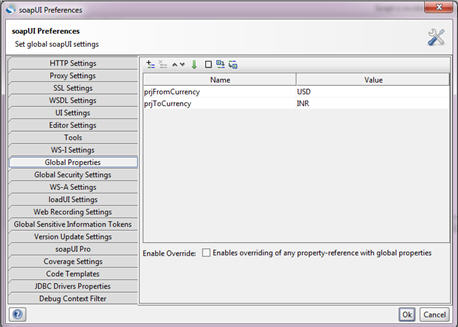 soapUI Preferences
soapUI Preferences
Set global soapUI settings
HTTP Settings
Proxy Settings
SSL Settings
WSDL Settings
UI Settings
Editor Settings
Tools
WS-I Settings
Global Properties
Global Security Settings
WS-A Settings
loadUI Settings
Web Recording Settings
Global Sensitive Information Tokens
Version Update Settings
soapUI Pro
Coverage Settings
Code Templates
JDBC Drivers Properties
Debug Context Filter
Name Value
prjFromCurrency USD
prjToCurrency INR
Enable Override: Enables overriding of any property-reference with global properties
Ok Cancel